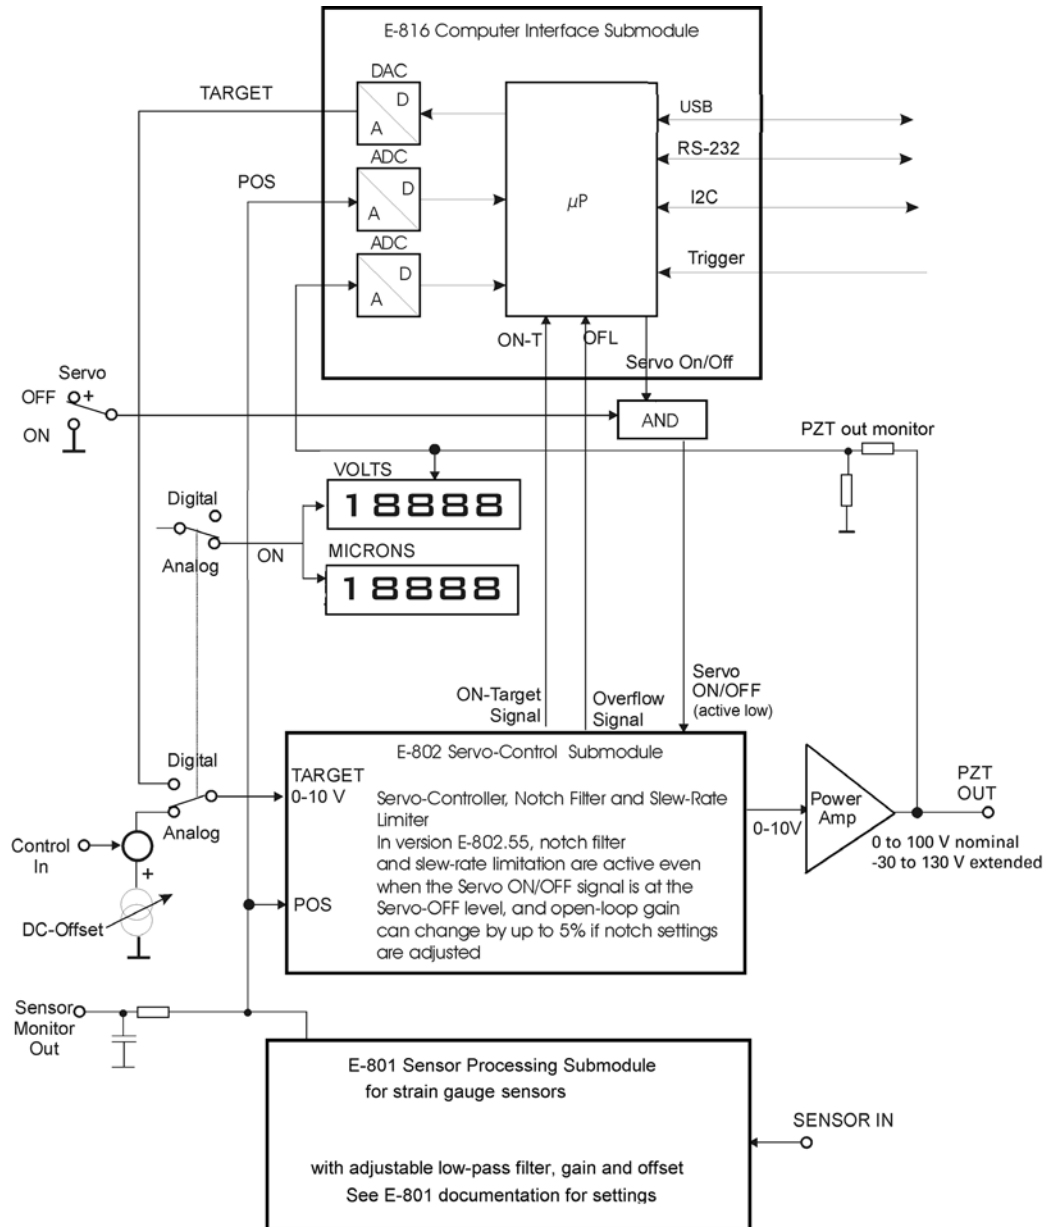 E-816 Computer Interface Submodule
DAC
D
A
TARGET
USB
RS-232
ADC
D
A
POS
μP
I2C
ADC
D
A
Trigger
ON-T
OFL
Servo On/Off
Servo
OFF
+
ON
AND
PZT out monitor
VOLTS
18888
Digital
Analog
ON
MICRONS
18888
ON-Target
Signal
Overflow
Signal
Servo
ON/OFF
(active low)
E-802 Servo-Control Submodule
Digital
Analog
TARGET
0-10 V
Servo-Controller, Notch Filter and Slew-Rate
Limiter
In version E-802.55, notch filter
and slew-rate limitation are active even
when the Servo ON/OFF signal is at the
Servo-OFF level, and open-loop gain
can change by up to 5% if notch settings
are adjusted
POS
0-10V
Power
Amp
PZT
OUT
0 to 100 V nominal
-30 to 130 V extended
Control
In
+
DC-Offset
Sensor
Monitor
Out
E-801 Sensor Processing Submodule
for strain gauge sensors
SENSOR IN
with adjustable low-pass filter, gain and offset
See E-801 documentation for settings